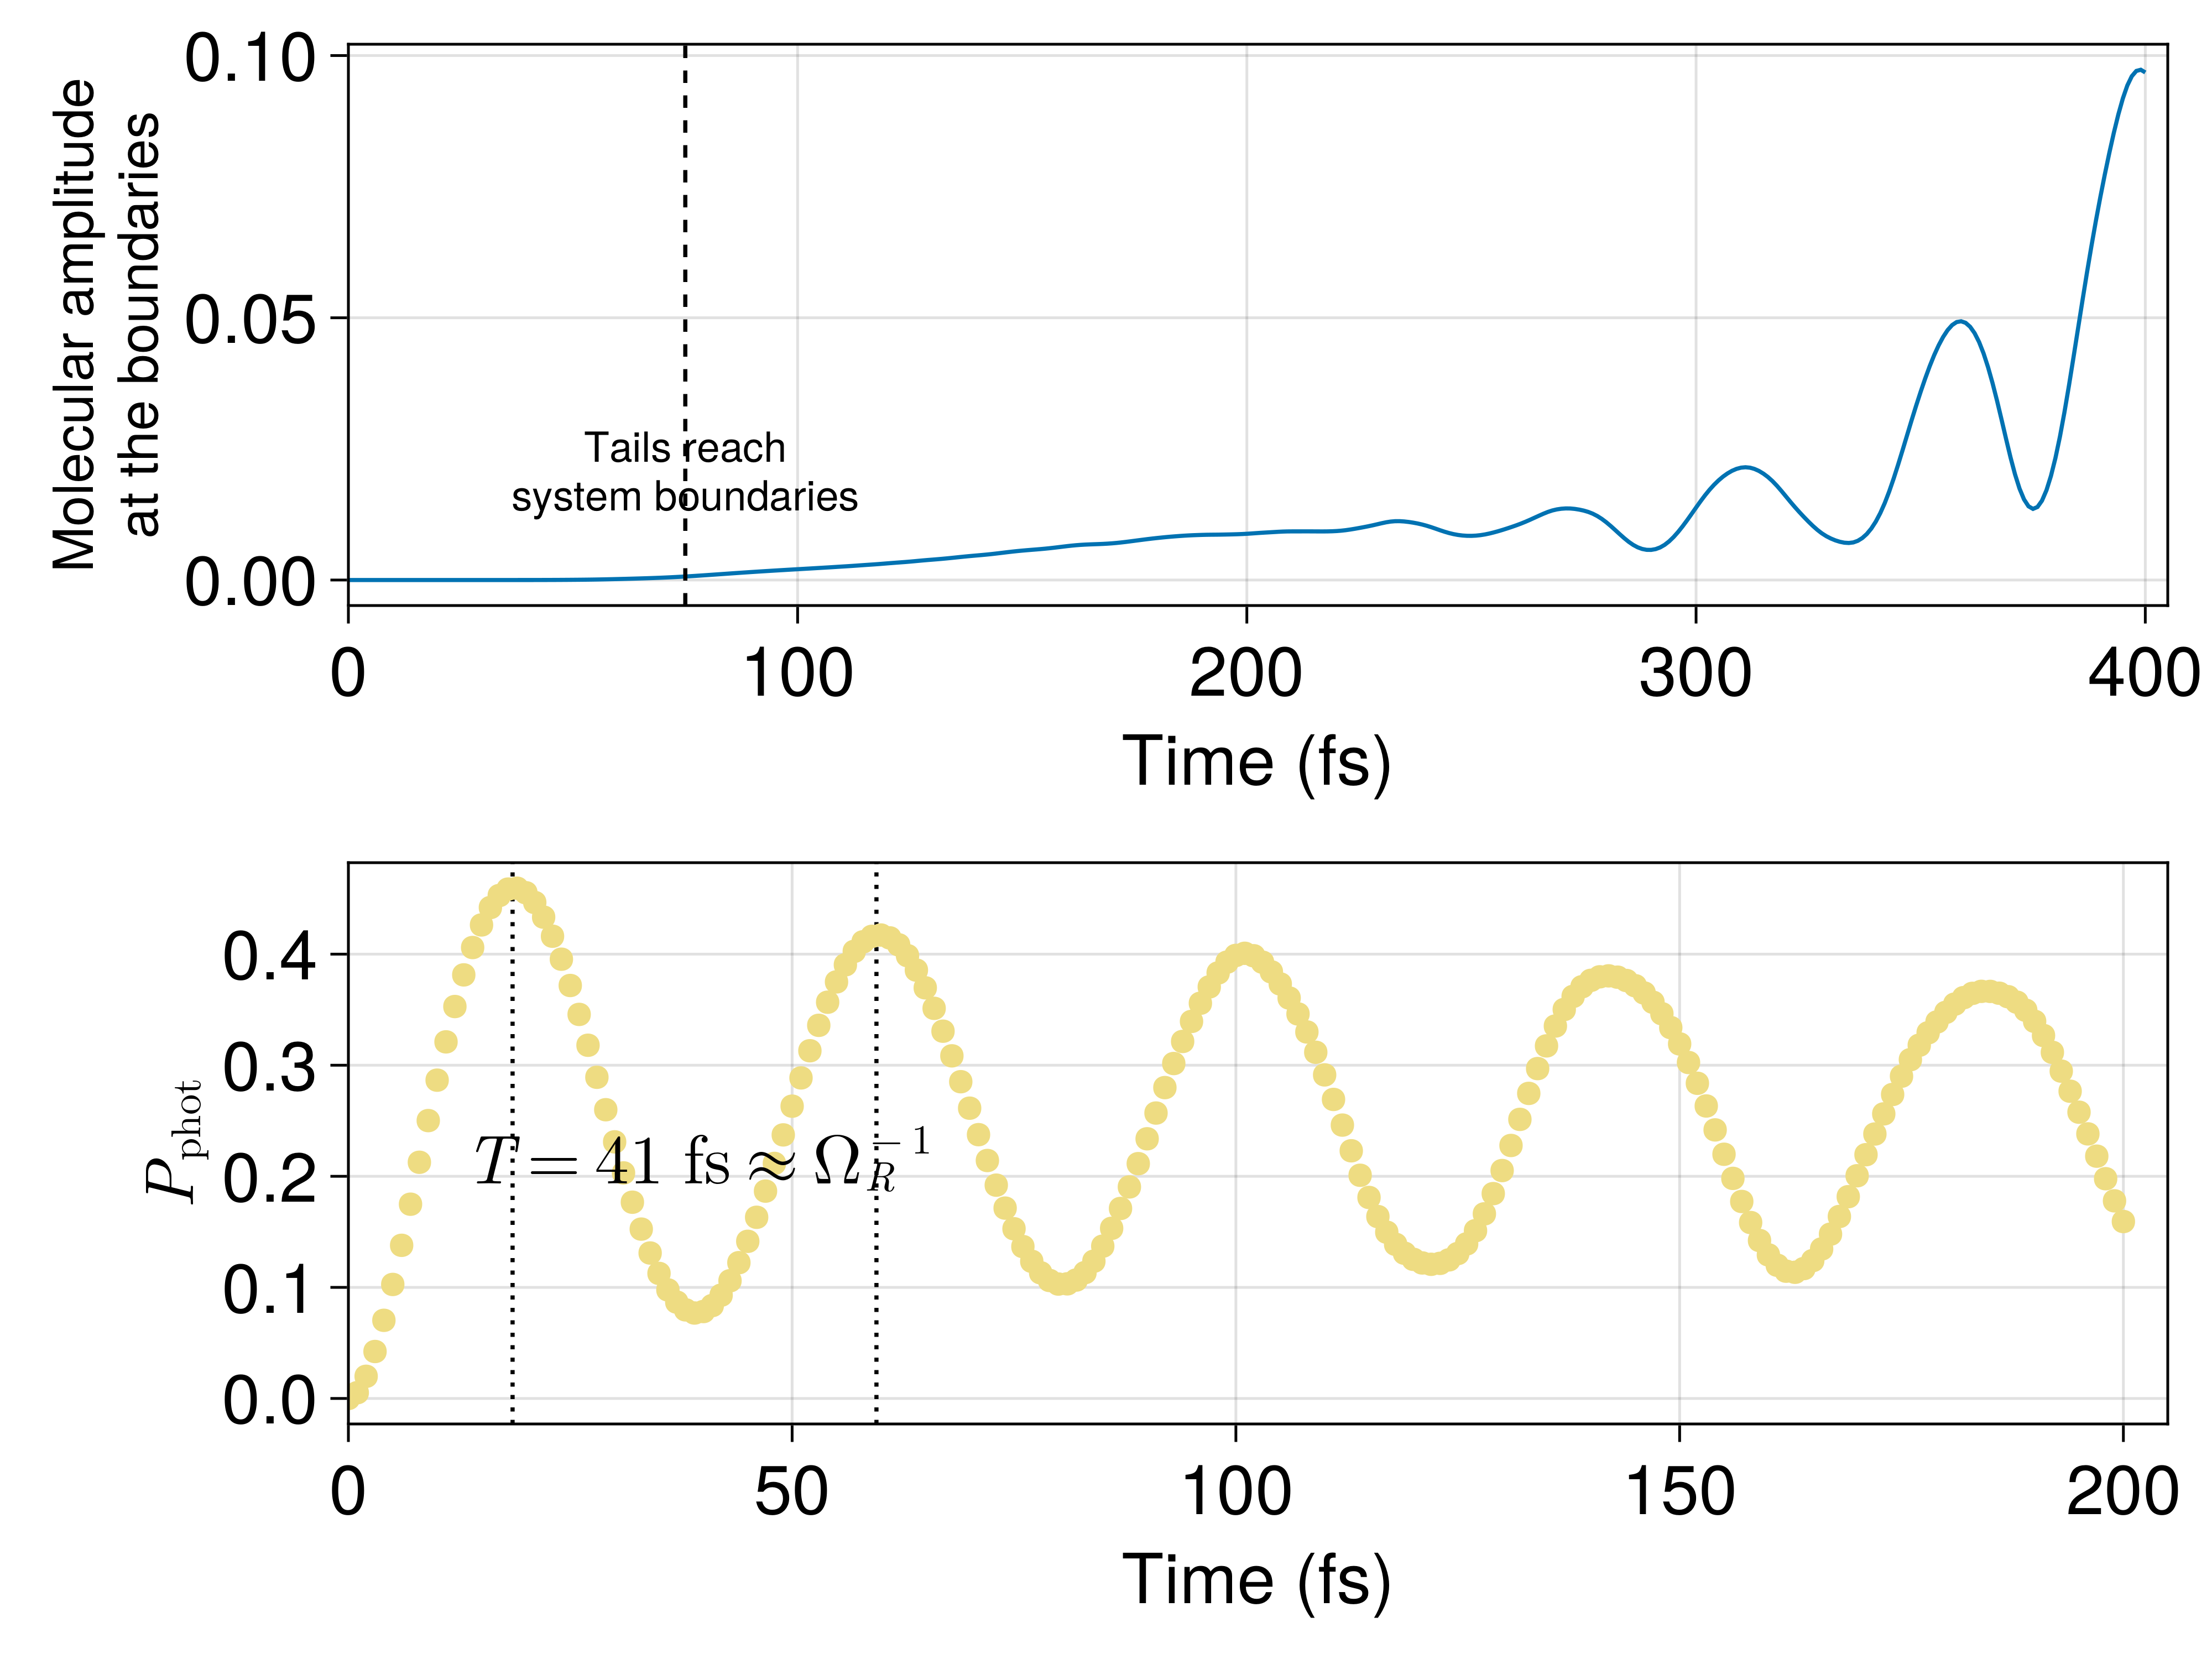 Molecular amplitude
at the boundaries
0.10
0.05
0.00
Tails reach
system boundaries
0 100 200 300 400
Time (fs)
P_phot
0.4
0.3
0.2
0.1
0.0
T = 41 fs ≈ Ω_R^{-1}
0 50 100 150 200
Time (fs)